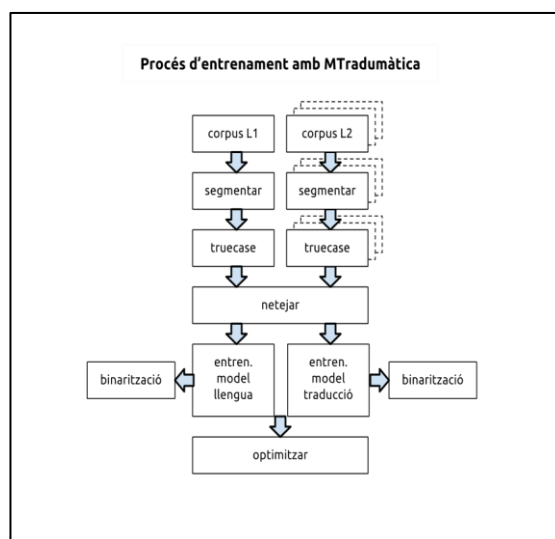 Procés d'entrenament amb MTradumàtica
corpus L1
corpus L2
segmentar
segmentar
truecase
truecase
netejar
binarització
entren.
model
llengua
entren.
model
traducció
binarització
optimitzar